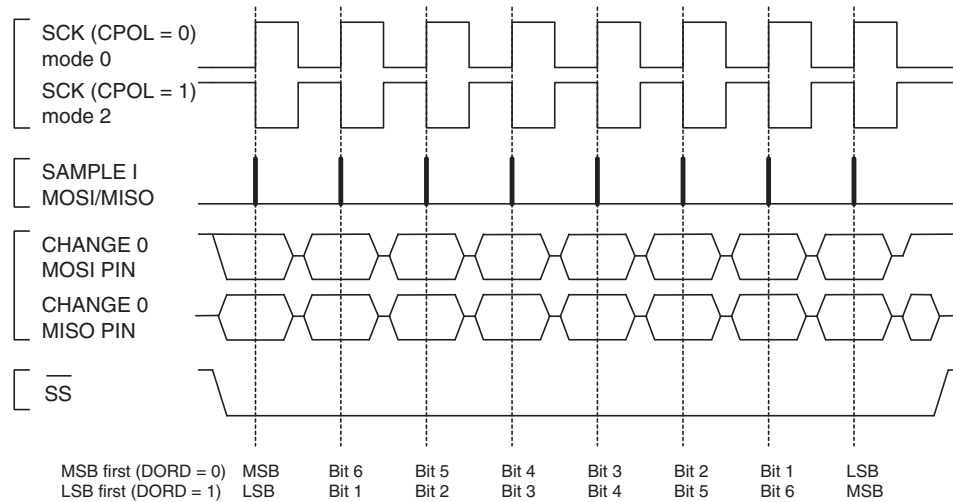 SCK (CPOL = 0)
mode 0
SCK (CPOL = 1)
mode 2
SAMPLE I
MOSI/MISO
CHANGE 0
MOSI PIN
CHANGE 0
MISO PIN
SS
MSB first (DORD = 0) MSB Bit 6 Bit 5 Bit 4 Bit 3 Bit 2 Bit 1 LSB
LSB first (DORD = 1) LSB Bit 1 Bit 2 Bit 3 Bit 4 Bit 5 Bit 6 MSB